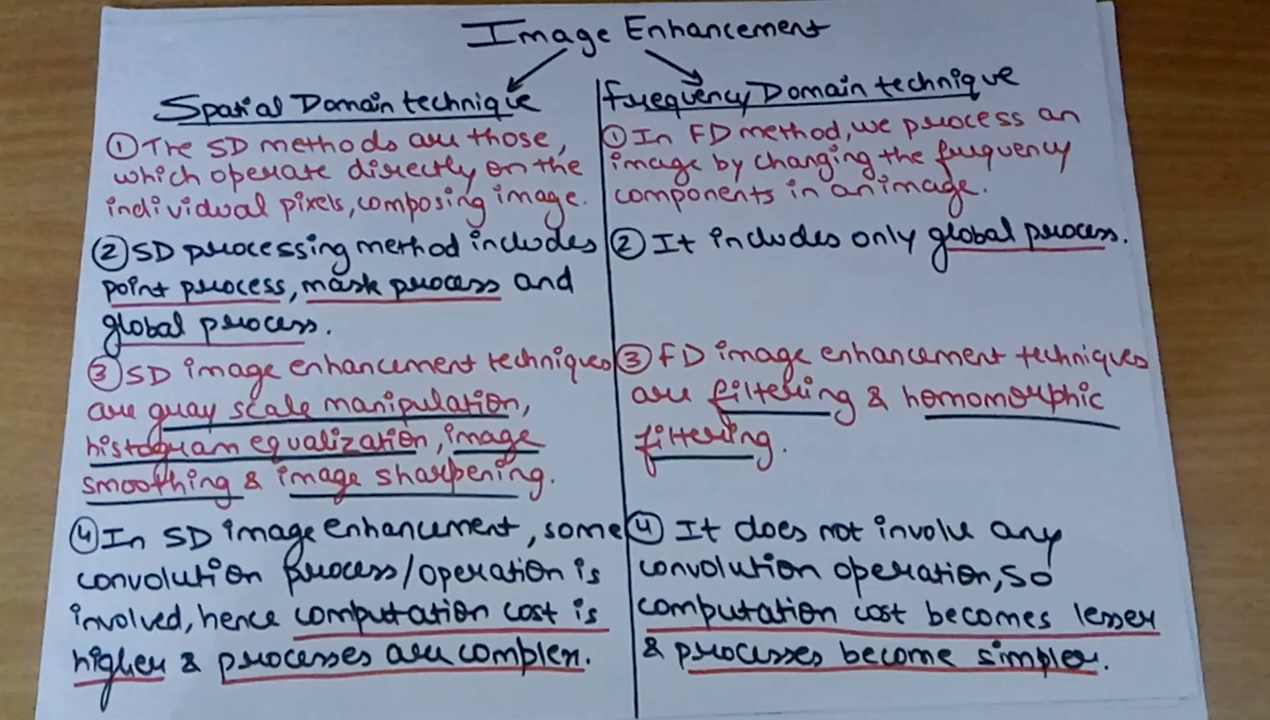 Image Enhancement
Spatial Domain technique
① The SD methods are those,
which operate directly on the
individual pixels, composing image.
② SD processing method includes
point process, mask process and
global process.
③ SD image enhancement techniques
are gray scale manipulation,
histogram equalization, image
smoothing & image sharpening.
④ In SD image enhancement, some
convolution process/operation is
involved, hence computation cost is
higher & processes are complex.
frequency Domain technique
① In FD method, we process an
image by changing the frequency
components in an image.
② It includes only global process.
③ FD image enhancement techniques
are filtering & homomorphic
filtering.
④ It does not involve any
convolution operation, so
computation cost becomes lesser
& processes become simpler.